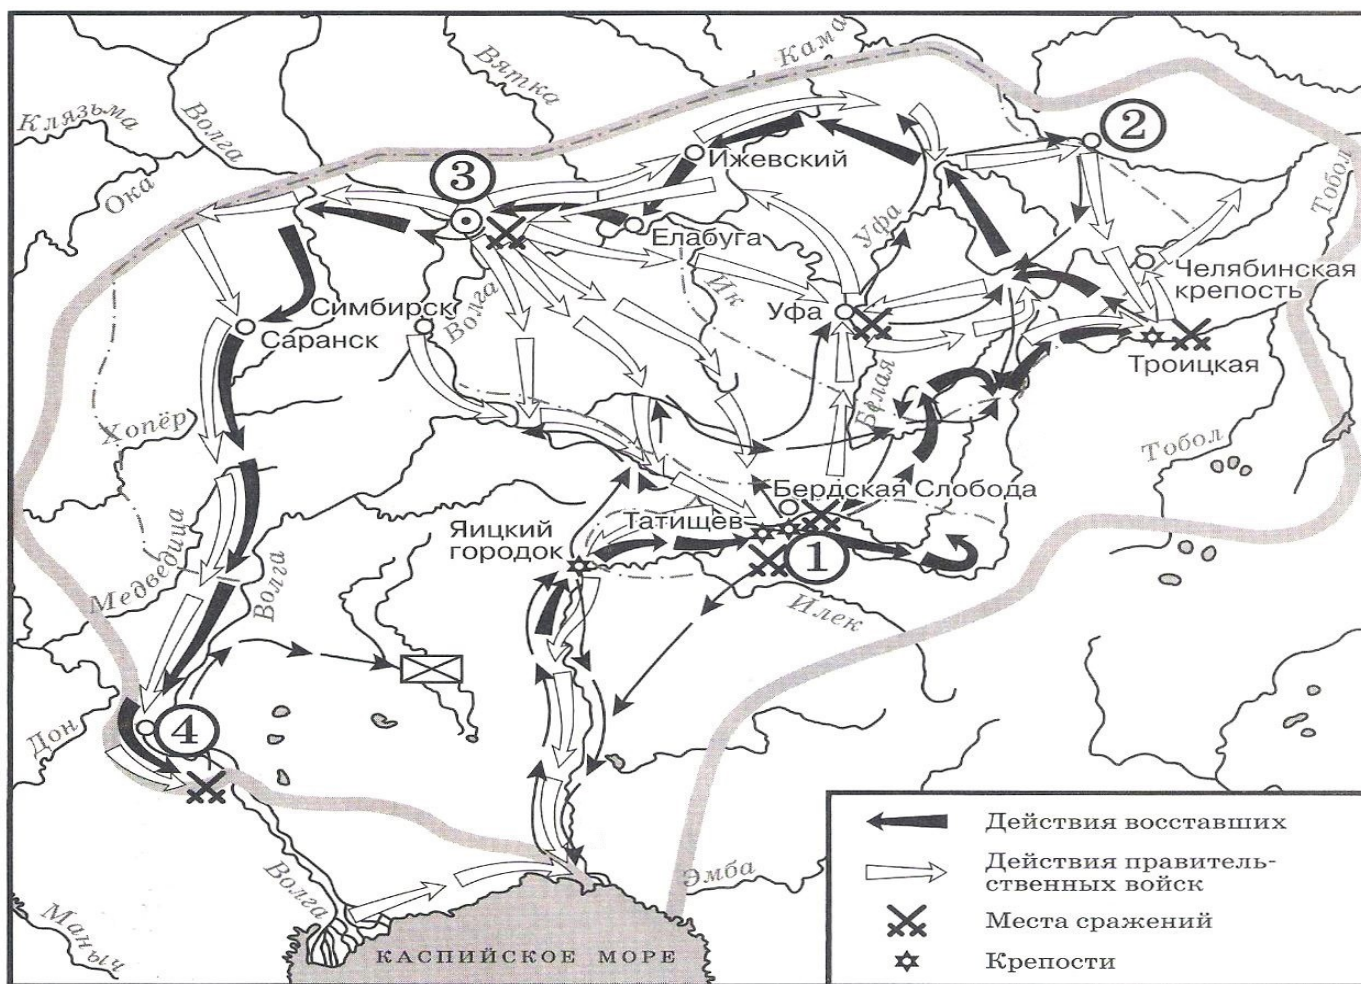 Кама
Вятка
Клязьма
Волга
2
Тобол
Ижевский
3
Ока
Елабуга
Уфа
Ик
Челябинская
крепость
Симбирск
Волга
Уфа
Саранск
Троицкая
Белая
Хопёр
Тобол
Бердская Слобода
Татищев
Яицкий
городок
1
Медведица
Волга
Илек
Дон
4
Действия восставших
Действия правитель-
ственных войск
Эмба
Волга
Места сражений
Маныч
КАСПИЙСКОЕ МОРЕ
Крепости